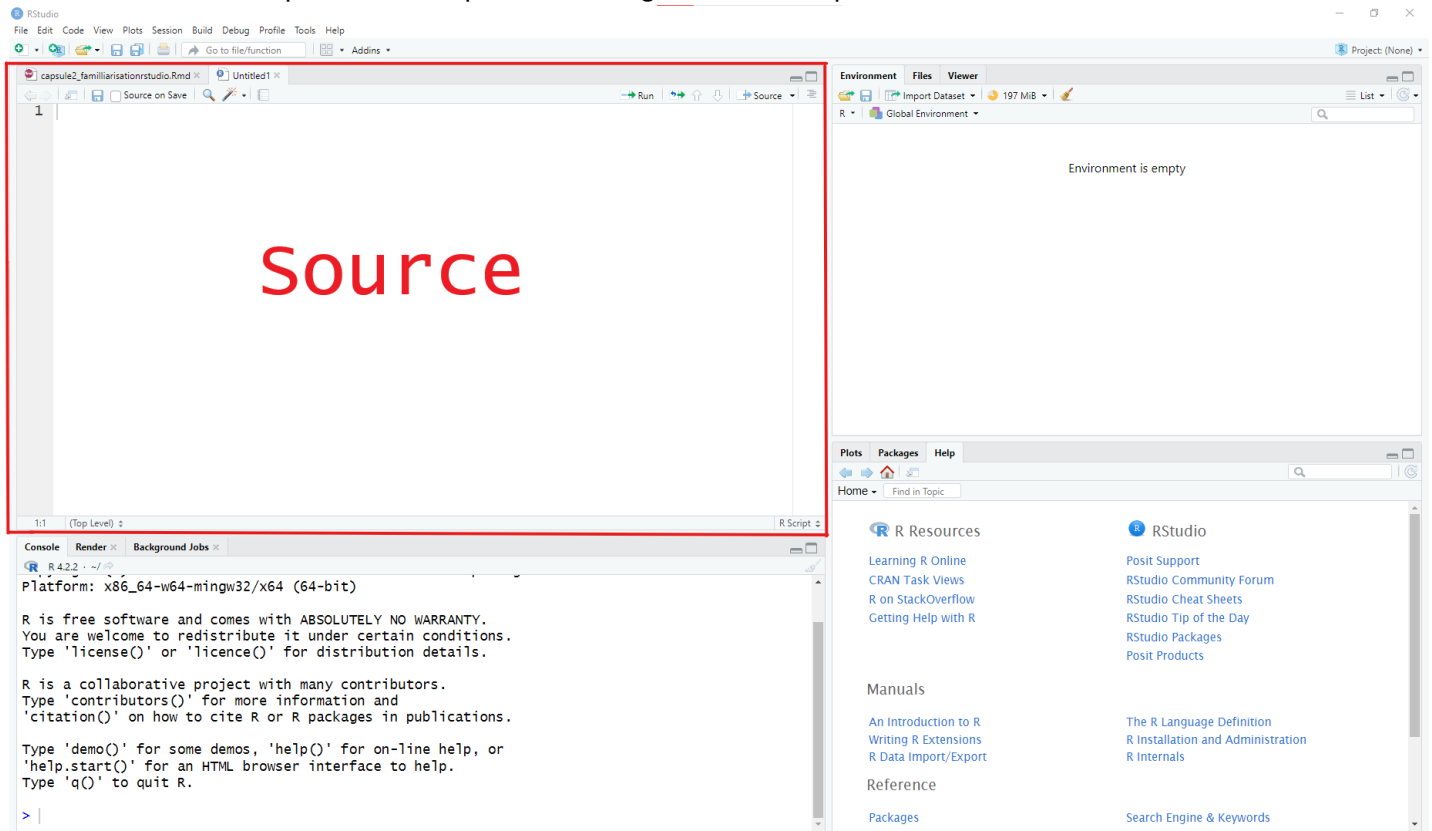 RStudio
File Edit Code View Plots Session Build Debug Profile Tools Help
Go to file/function Addins Project: (None)
capsule2_familliarisationrstudio.Rmd Untitled1
Source on Save Run Source
1
Source
1:1 (Top Level) R Script
Console Render Background Jobs
R 4.2.2 · ~/
Platform: x86_64-w64-mingw32/x64 (64-bit)
R is free software and comes with ABSOLUTELY NO WARRANTY.
You are welcome to redistribute it under certain conditions.
Type 'license()' or 'licence()' for distribution details.
R is a collaborative project with many contributors.
Type 'contributors()' for more information and
'citation()' on how to cite R or R packages in publications.
Type 'demo()' for some demos, 'help()' for on-line help, or
'help.start()' for an HTML browser interface to help.
Type 'q()' to quit R.
>
Environment Files Viewer
Import Dataset 197 MiB List
R Global Environment
Environment is empty
Plots Packages Help
Home Find in Topic
R Resources
Learning R Online
CRAN Task Views
R on StackOverflow
Getting Help with R
RStudio
Posit Support
RStudio Community Forum
RStudio Cheat Sheets
RStudio Tip of the Day
RStudio Packages
Posit Products
Manuals
An Introduction to R
Writing R Extensions
R Data Import/Export
The R Language Definition
R Installation and Administration
R Internals
Reference
Packages
Search Engine & Keywords